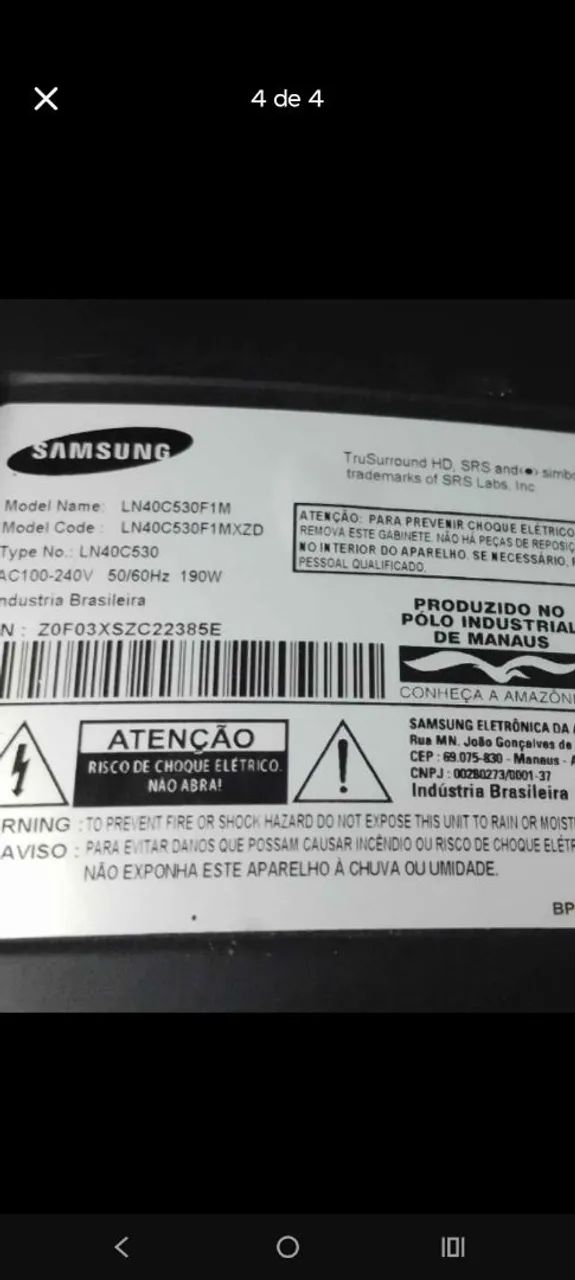 4 de 4
SAMSUNG
TruSurround HD, SRS and
trademarks of SRS Labs, Inc
Model Name: LN40C530F1M
Model Code : LN40C530F1MXZD
Type No.: LN40C530
AC100-240V 50/60Hz 190W
ndustria Brasileira
N : Z0F03XSZC22385E
ATENÇÃO: PARA PREVENIR CHOQUE ELÉTRICO
REMOVA ESTE GABINETE. NÃO HÁ PEÇAS DE REPOSIÇ
NO INTERIOR DO APARELHO. SE NECESSÁRIO,
PESSOAL QUALIFICADO.
PRODUZIDO NO
PÓLO INDUSTRIAL
DE MANAUS
CONHEÇA A AMAZÔN
ATENÇÃO
RISCO DE CHOQUE ELÉTRICO.
NÃO ABRA!
SAMSUNG ELETRÔNICA DA
Rua MN. João Gonçalves de
CEP : 69.075-830 - Manaus -
CNPJ : 00280273/0001-37
Indústria Brasileira
RNING : TO PREVENT FIRE OR SHOCK HAZARD DO NOT EXPOSE THIS UNIT TO RAIN OR MOIST
AVISO : PARA EVITAR DANOS QUE POSSAM CAUSAR INCÊNDIO OU RISCO DE CHOQUE ELÉT
NÃO EXPONHA ESTE APARELHO À CHUVA OU UMIDADE.
BP